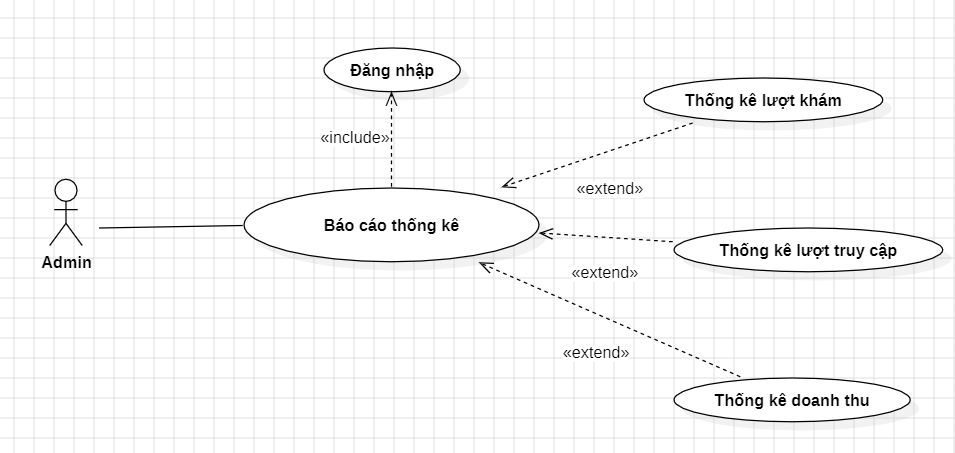 Đăng nhập
Thống kê lượt khám
«include»
«extend»
Báo cáo thống kê
Admin
Thống kê lượt truy cập
«extend»
«extend»
Thống kê doanh thu